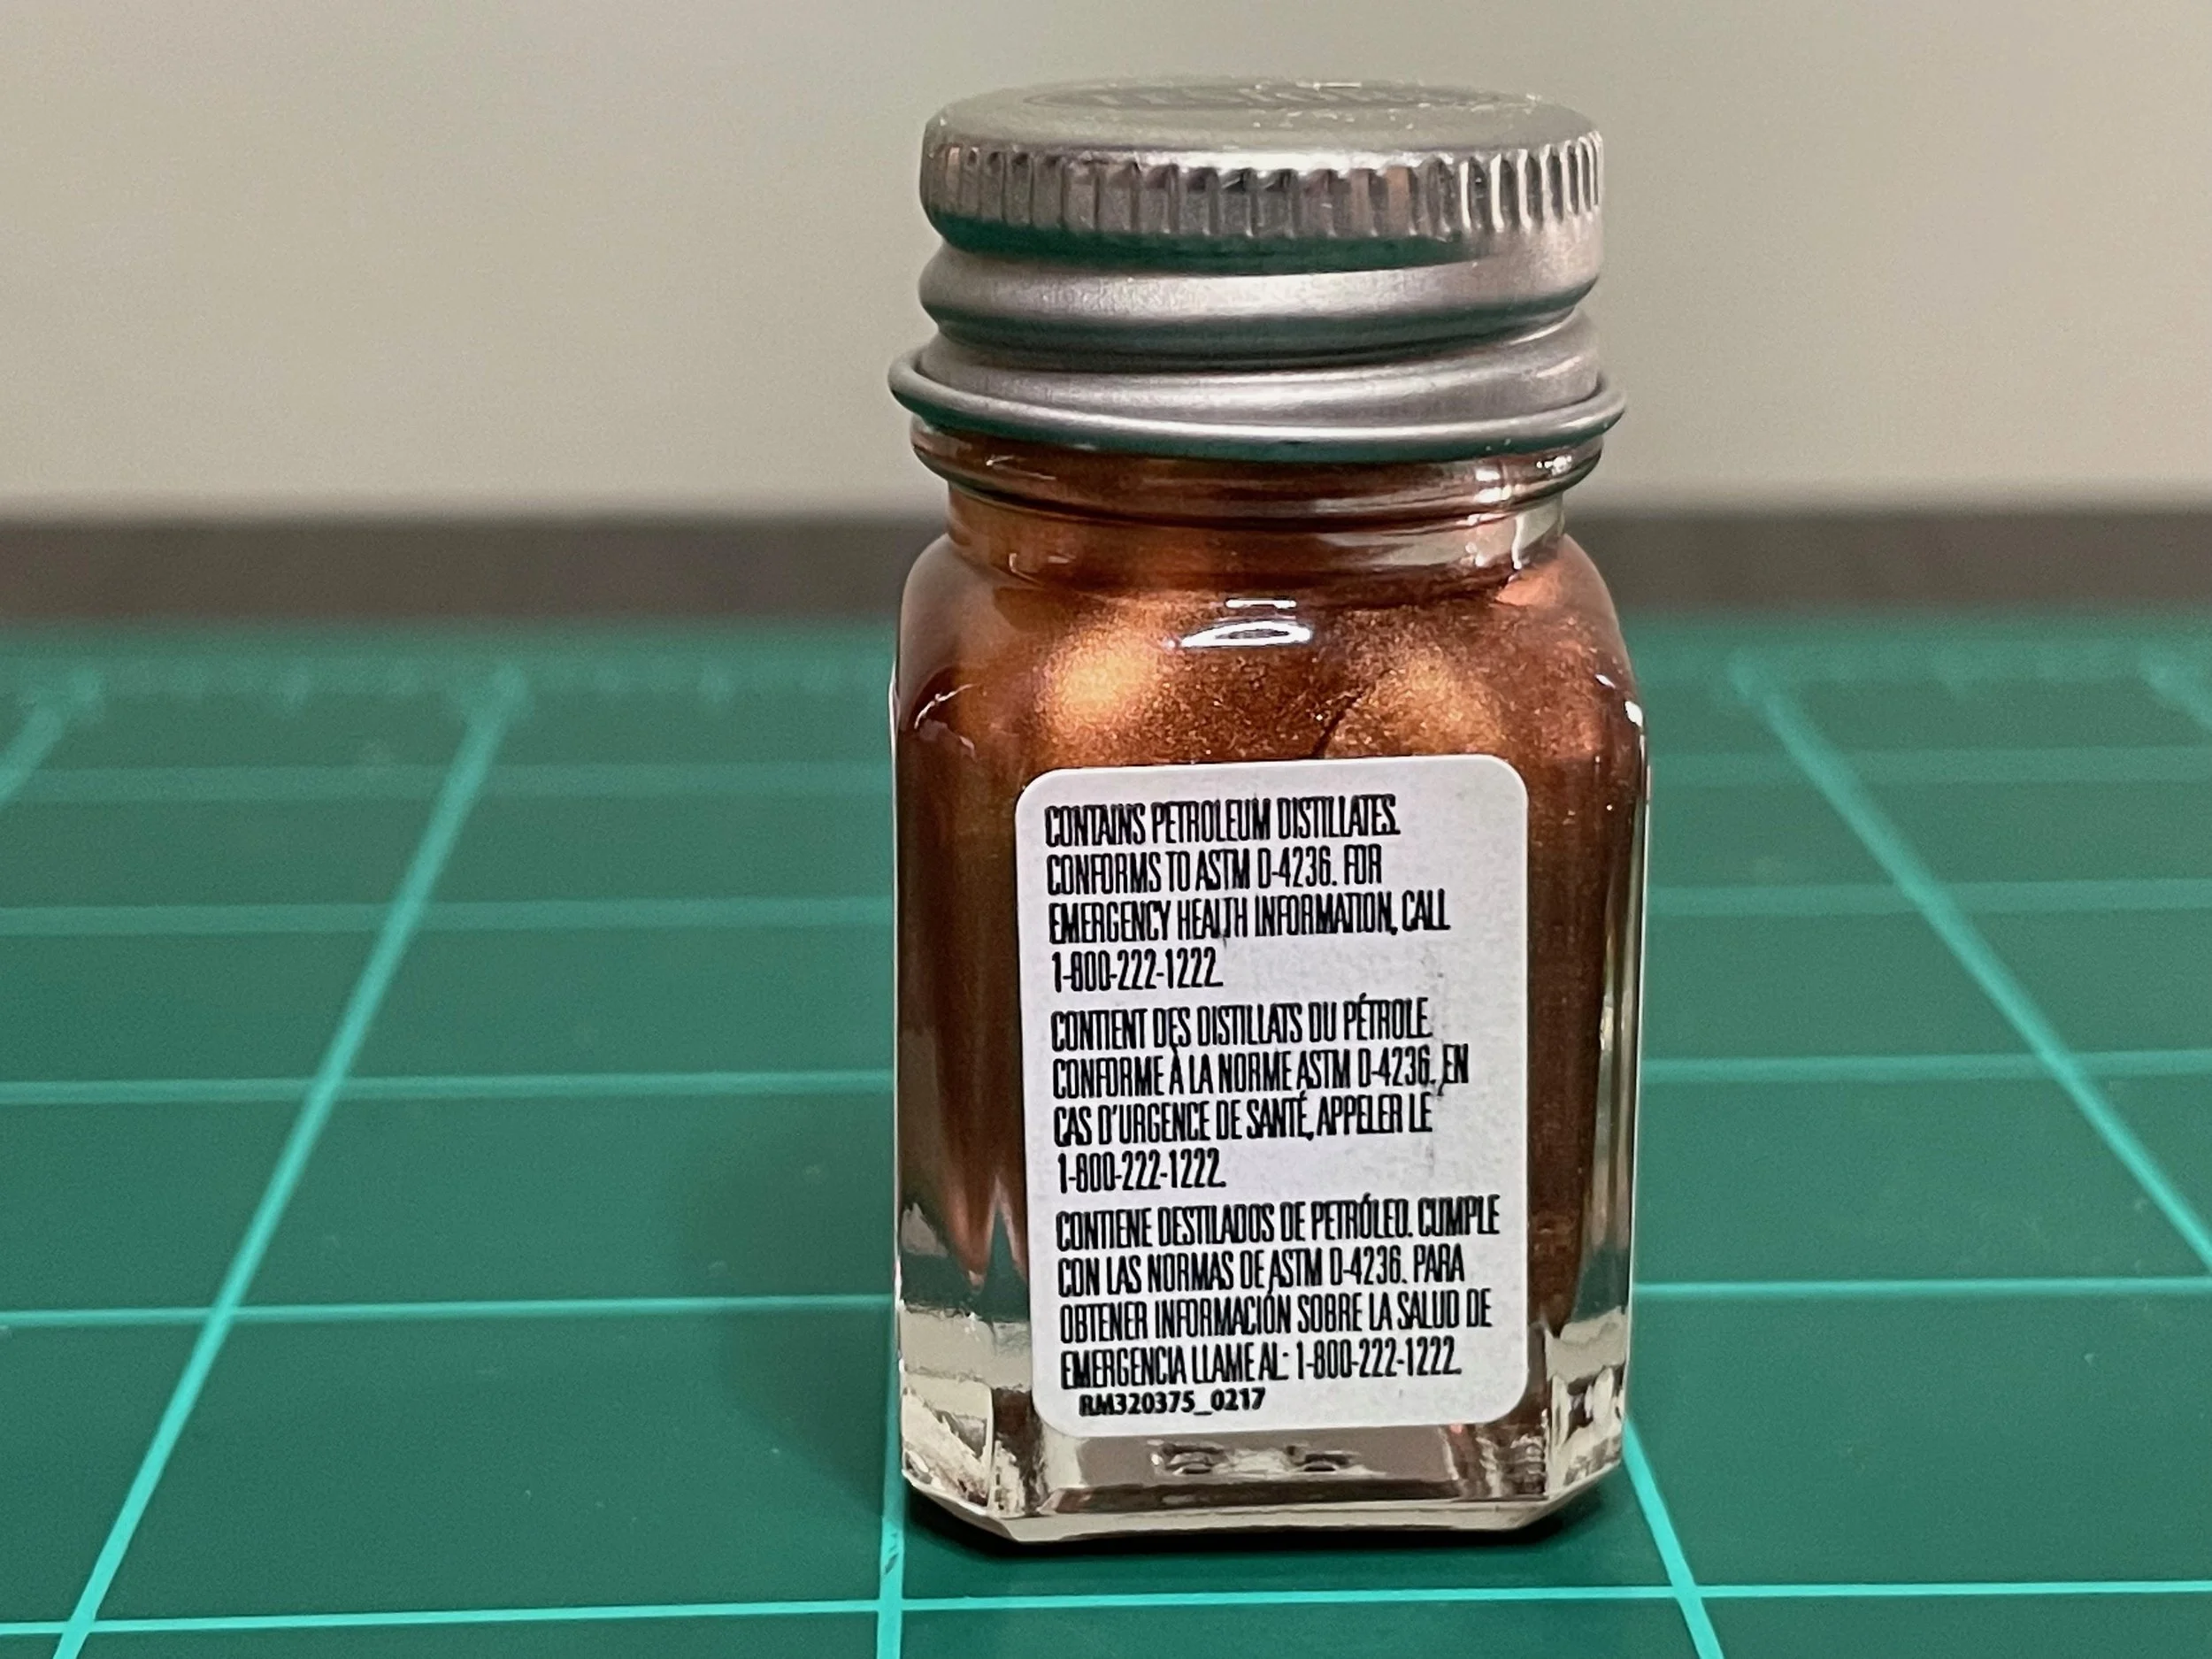 CONTAINS PETROLEUM DISTILLATES.
CONFORMS TO ASTM D-4236. FOR
EMERGENCY HEALTH INFORMATION, CALL
1-800-222-1222.
CONTIENT DES DISTILLATS DU PÉTROLE.
CONFORME À LA NORME ASTM D-4236. EN
CAS D'URGENCE DE SANTÉ, APPELER LE
1-800-222-1222.
CONTIENE DESTILADOS DE PETRÓLEO. CUMPLE
CON LAS NORMAS DE ASTM D-4236. PARA
OBTENER INFORMACIÓN SOBRE LA SALUD DE
EMERGENCIA LLAME AL: 1-800-222-1222.
RM320375_0217